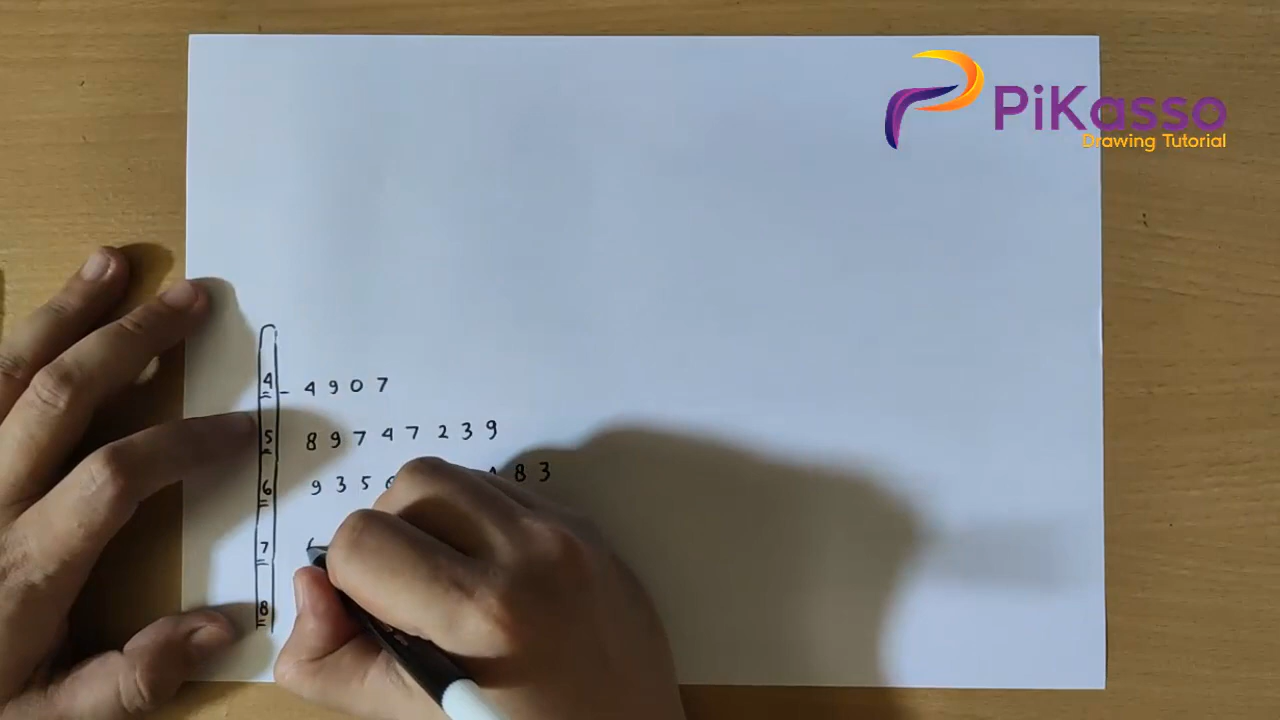 PiKasso
Drawing Tutorial
4 - 4 9 0 7
5 8 9 7 4 7 2 3 9
6 9 3 5 8 3
7
8